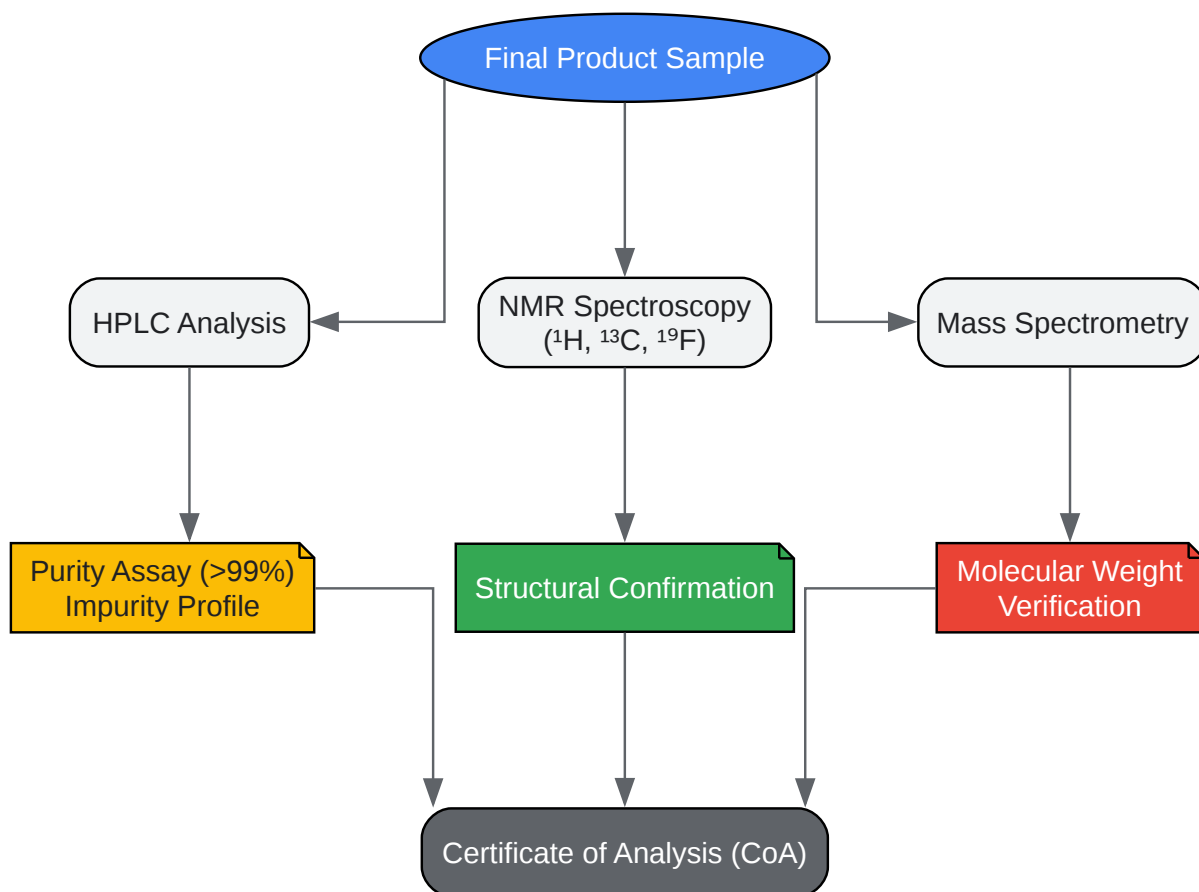 Final Product Sample
HPLC Analysis
NMR Spectroscopy
(¹H, ¹³C, ¹⁹F)
Mass Spectrometry
Purity Assay (>99%)
Impurity Profile
Structural Confirmation
Molecular Weight
Verification
Certificate of Analysis (CoA)